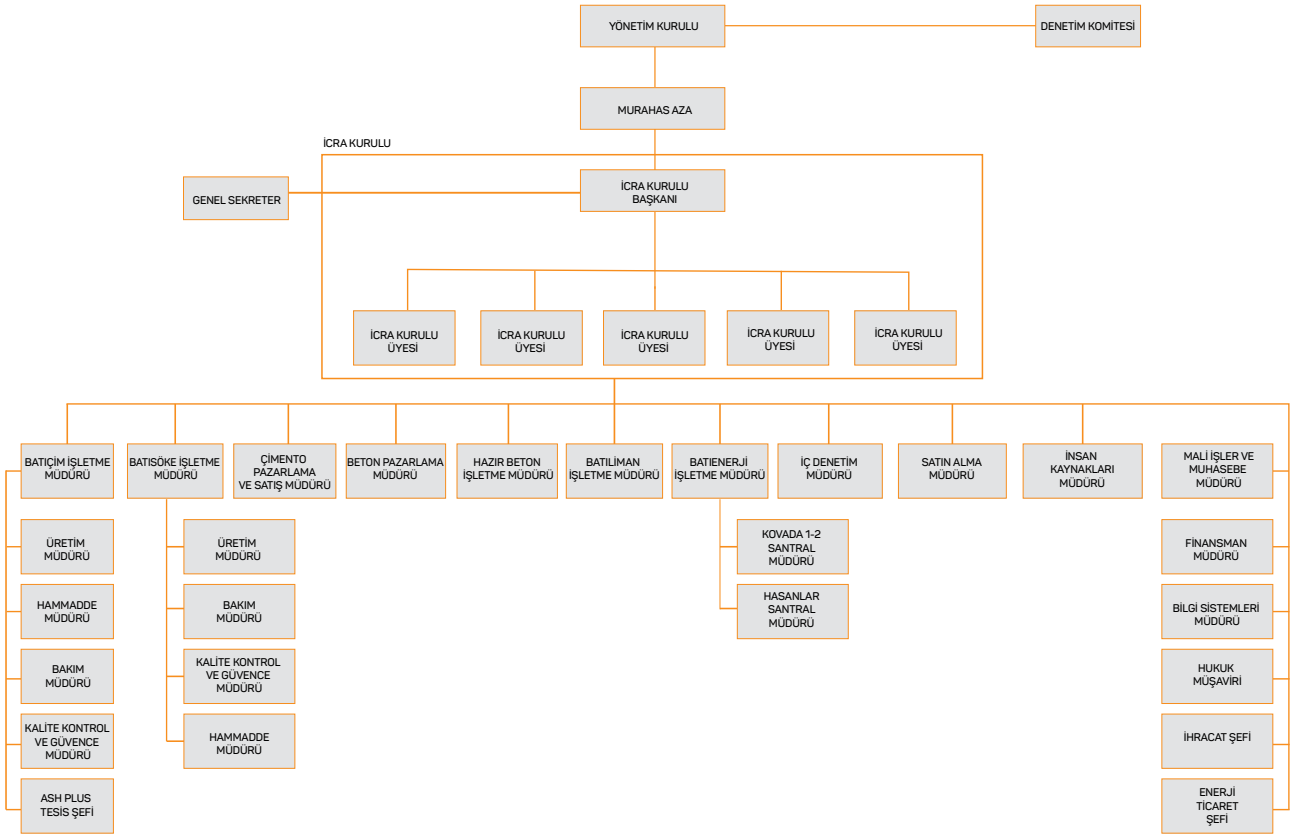 YÖNETİM KURULU
DENETİM KOMİTESİ
MURAHAS AZA
İCRA KURULU
GENEL SEKRETER
İCRA KURULU
BAŞKANI
İCRA KURULU
ÜYESİ
İCRA KURULU
ÜYESİ
İCRA KURULU
ÜYESİ
İCRA KURULU
ÜYESİ
İCRA KURULU
ÜYESİ
BATIÇİM İŞLETME
MÜDÜRÜ
BATISÖKE İŞLETME
MÜDÜRÜ
ÇİMENTO
PAZARLAMA
VE SATIŞ MÜDÜRÜ
BETON PAZARLAMA
MÜDÜRÜ
HAZIR BETON
İŞLETME MÜDÜRÜ
BATILİMAN
İŞLETME MÜDÜRÜ
BATIENERJİ
İŞLETME MÜDÜRÜ
İÇ DENETİM
MÜDÜRÜ
SATIN ALMA
MÜDÜRÜ
İNSAN
KAYNAKLARI
MÜDÜRÜ
MALİ İŞLER VE
MUHASEBE
MÜDÜRÜ
ÜRETİM
MÜDÜRÜ
HAMMADDE
MÜDÜRÜ
BAKIM
MÜDÜRÜ
KALİTE KONTROL
VE GÜVENCE
MÜDÜRÜ
ASH PLUS
TESİS ŞEFİ
ÜRETİM
MÜDÜRÜ
BAKIM
MÜDÜRÜ
KALİTE KONTROL
VE GÜVENCE
MÜDÜRÜ
HAMMADDE
MÜDÜRÜ
KOVADA 1-2
SANTRAL
MÜDÜRÜ
HASANLAR
SANTRAL
MÜDÜRÜ
FİNANSMAN
MÜDÜRÜ
BİLGİ SİSTEMLERİ
MÜDÜRÜ
HUKUK
MÜŞAVİRİ
İHRACAT ŞEFİ
ENERJİ
TİCARET
ŞEFİ